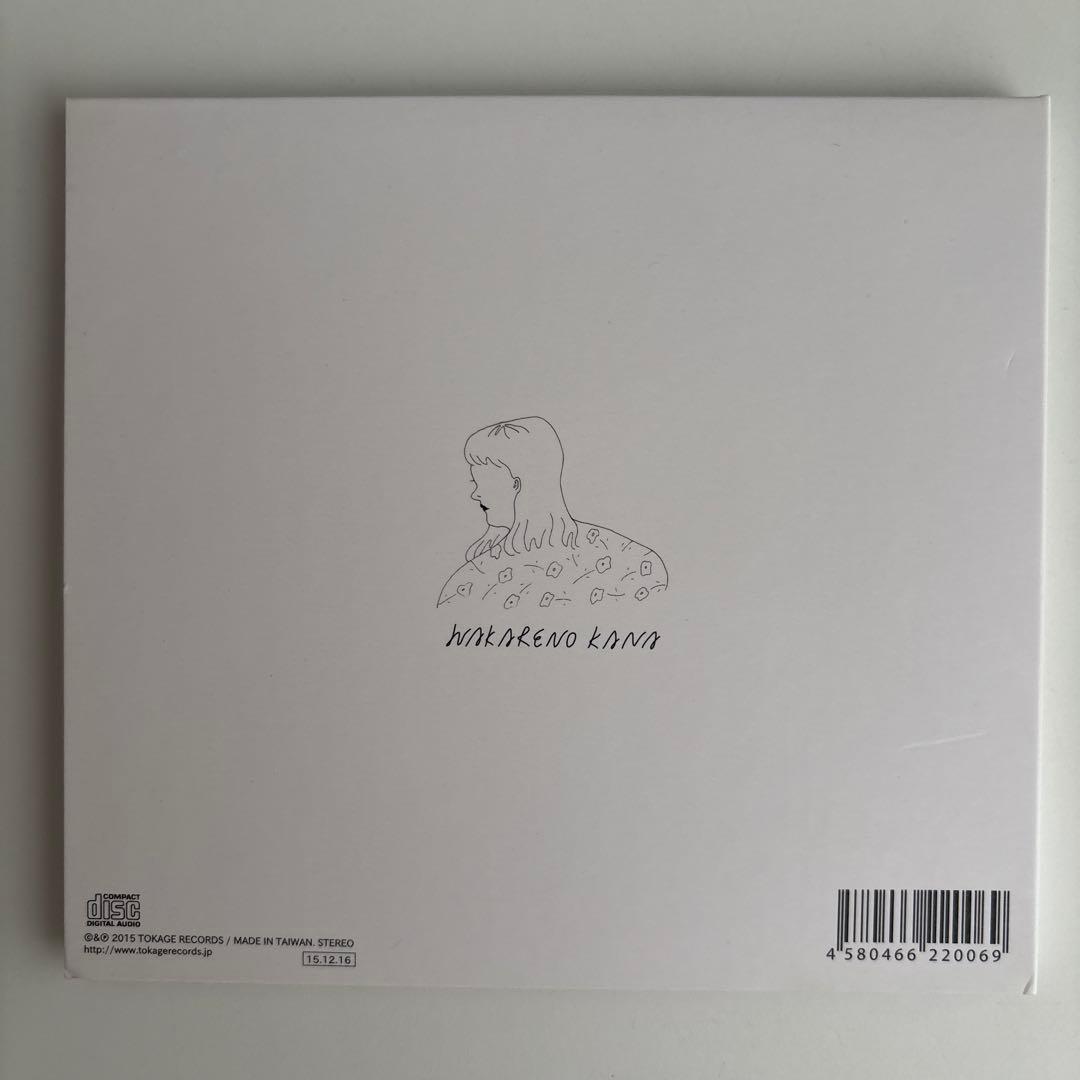 WAKARENO KANA
COMPACT
disc
DIGITAL AUDIO
©&℗ 2015 TOKAGE RECORDS / MADE IN TAIWAN. STEREO
http://www.tokagerecords.jp
15.12.16
4 580466 220069